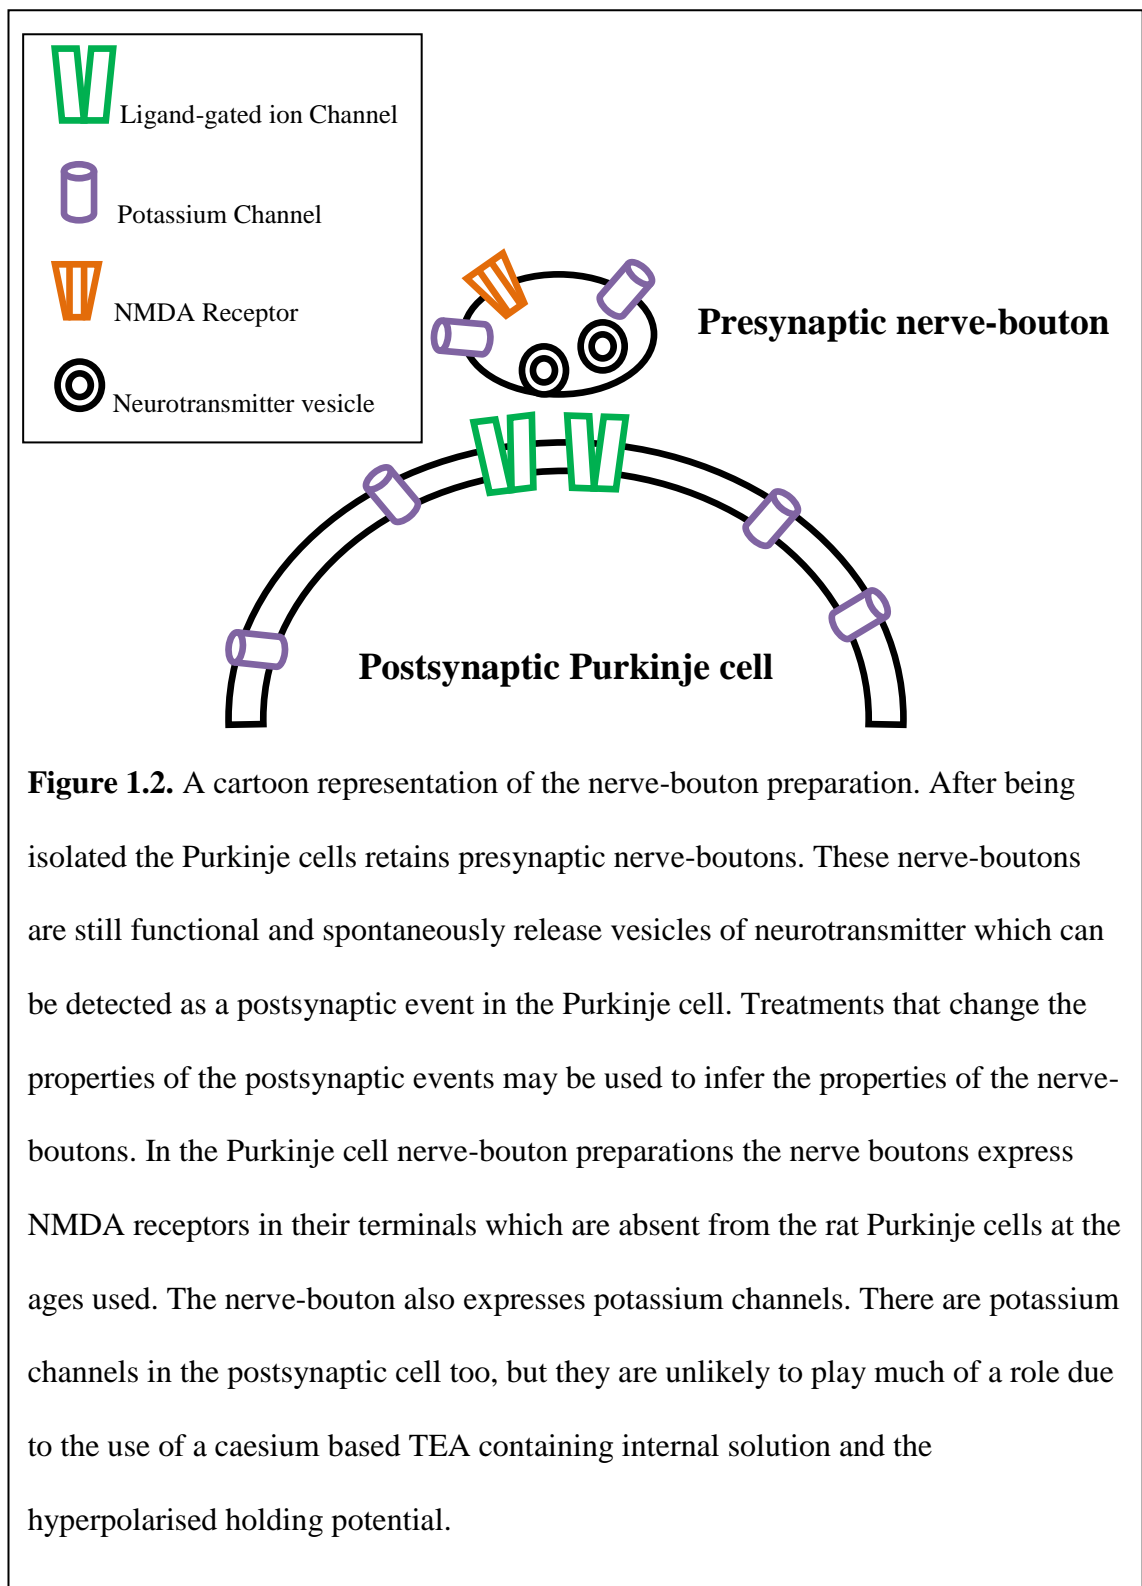 Ligand-gated ion Channel
Potassium Channel
NMDA Receptor
Neurotransmitter vesicle
Presynaptic nerve-bouton
Postsynaptic Purkinje cell
Figure 1.2. A cartoon representation of the nerve-bouton preparation. After being
isolated the Purkinje cells retains presynaptic nerve-boutons. These nerve-boutons
are still functional and spontaneously release vesicles of neurotransmitter which can
be detected as a postsynaptic event in the Purkinje cell. Treatments that change the
properties of the postsynaptic events may be used to infer the properties of the nerve-
boutons. In the Purkinje cell nerve-bouton preparations the nerve boutons express
NMDA receptors in their terminals which are absent from the rat Purkinje cells at the
ages used. The nerve-bouton also expresses potassium channels. There are potassium
channels in the postsynaptic cell too, but they are unlikely to play much of a role due
to the use of a caesium based TEA containing internal solution and the
hyperpolarised holding potential.